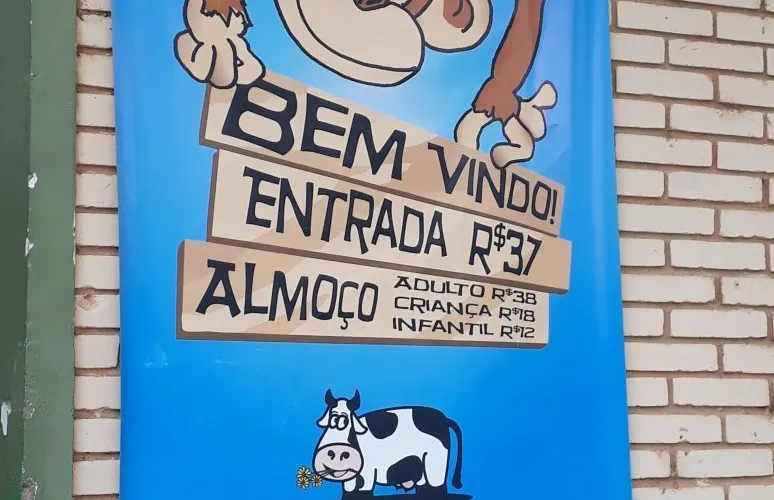 BEM VINDO!
ENTRADA R$37
ALMOÇO
ADULTO R$38
CRIANÇA R$18
INFANTIL R$12